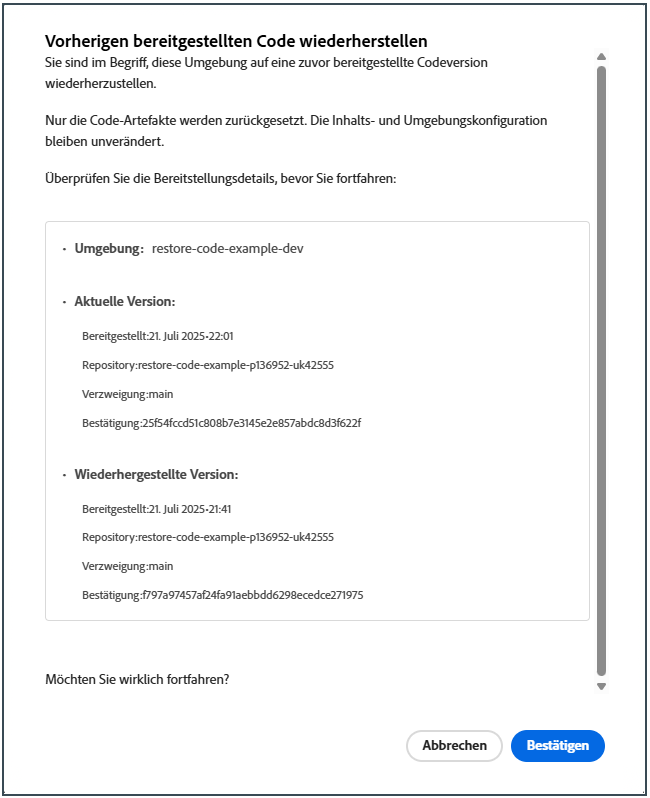 Vorherigen bereitgestellten Code wiederherstellen
Sie sind im Begriff, diese Umgebung auf eine zuvor bereitgestellte Codeversion
wiederherzustellen.
Nur die Code-Artefakte werden zurückgesetzt. Die Inhalts- und Umgebungskonfiguration
bleiben unverändert.
Überprüfen Sie die Bereitstellungsdetails, bevor Sie fortfahren:
• Umgebung: restore-code-example-dev
• Aktuelle Version:
Bereitgestellt:21. Juli 2025•22:01
Repository:restore-code-example-p136952-uk42555
Verzweigung:main
Bestätigung:25f54fccd51c808b7e3145e2e857abdc8d3f622f
• Wiederhergestellte Version:
Bereitgestellt:21. Juli 2025•21:41
Repository:restore-code-example-p136952-uk42555
Verzweigung:main
Bestätigung:f797a97457af24fa91aebbdd6298ecedce271975
Möchten Sie wirklich fortfahren?
Abbrechen Bestätigen